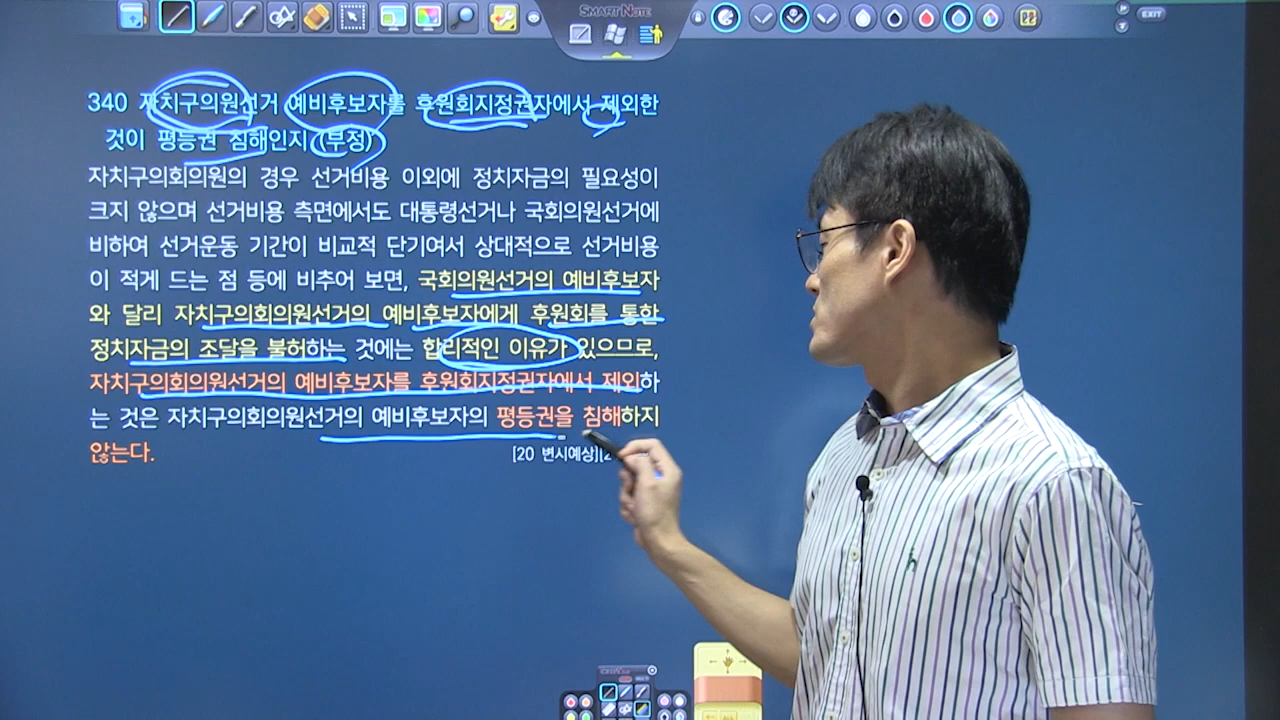 SMART NOTE
EXIT
340 자치구의원선거 예비후보자를 후원회지정권자에서 제외한
것이 평등권 침해인지 (부정)
자치구의회의원의 경우 선거비용 이외에 정치자금의 필요성이
크지 않으며 선거비용 측면에서도 대통령선거나 국회의원선거에
비하여 선거운동 기간이 비교적 단기여서 상대적으로 선거비용
이 적게 드는 점 등에 비추어 보면, 국회의원선거의 예비후보자
와 달리 자치구의회의원선거의 예비후보자에게 후원회를 통한
정치자금의 조달을 불허하는 것에는 합리적인 이유가 있으므로,
자치구의회의원선거의 예비후보자를 후원회지정권자에서 제외하
는 것은 자치구의회의원선거의 예비후보자의 평등권을 침해하지
않는다.
[20 변시예상]